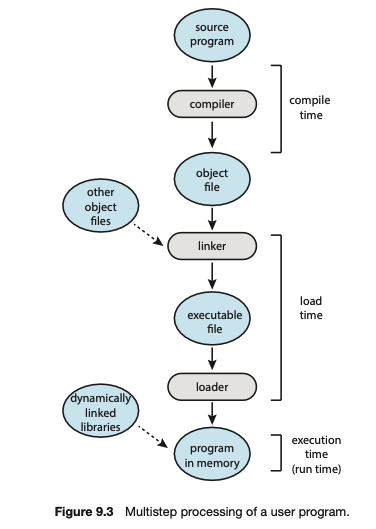 source
program
compiler
compile
time
object
file
other
object
files
linker
load
time
executable
file
loader
dynamically
linked
libraries
program
in memory
execution
time
(run time)
Figure 9.3 Multistep processing of a user program.